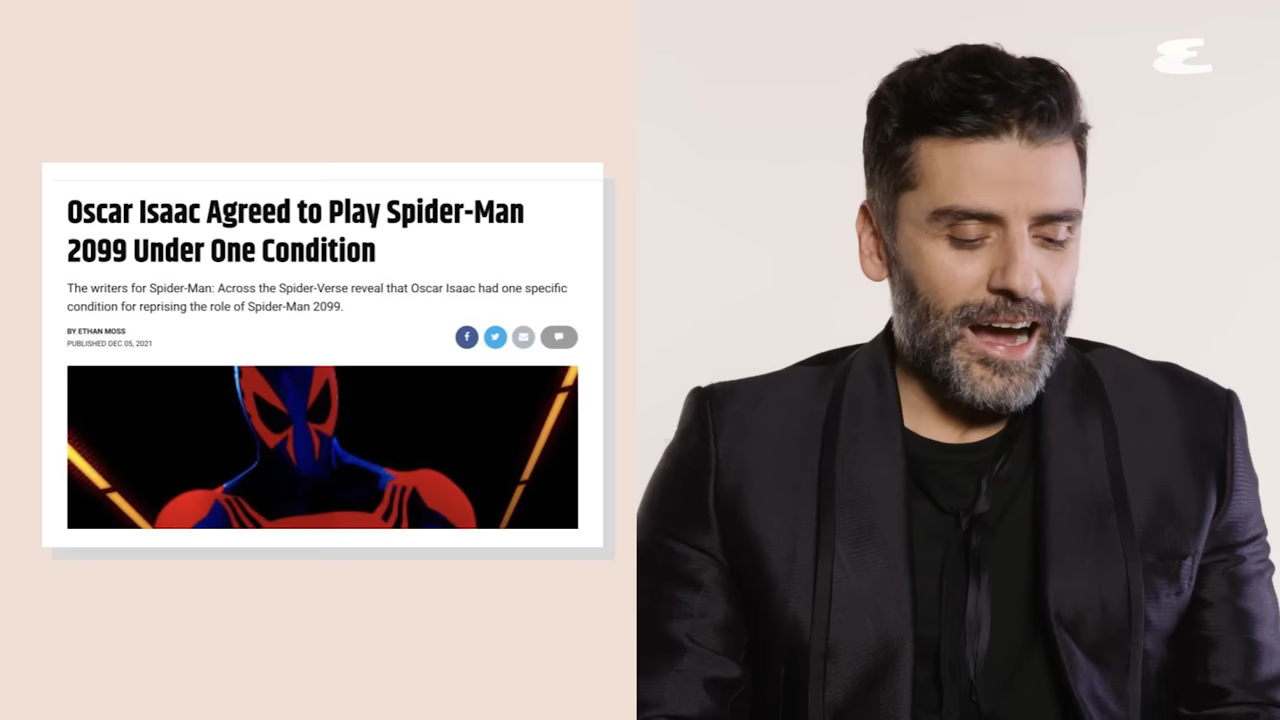 Oscar Isaac Agreed to Play Spider-Man
2099 Under One Condition
The writers for Spider-Man: Across the Spider-Verse reveal that Oscar Isaac had one specific
condition for reprising the role of Spider-Man 2099.
BY ETHAN MOSS
PUBLISHED DEC 05, 2021